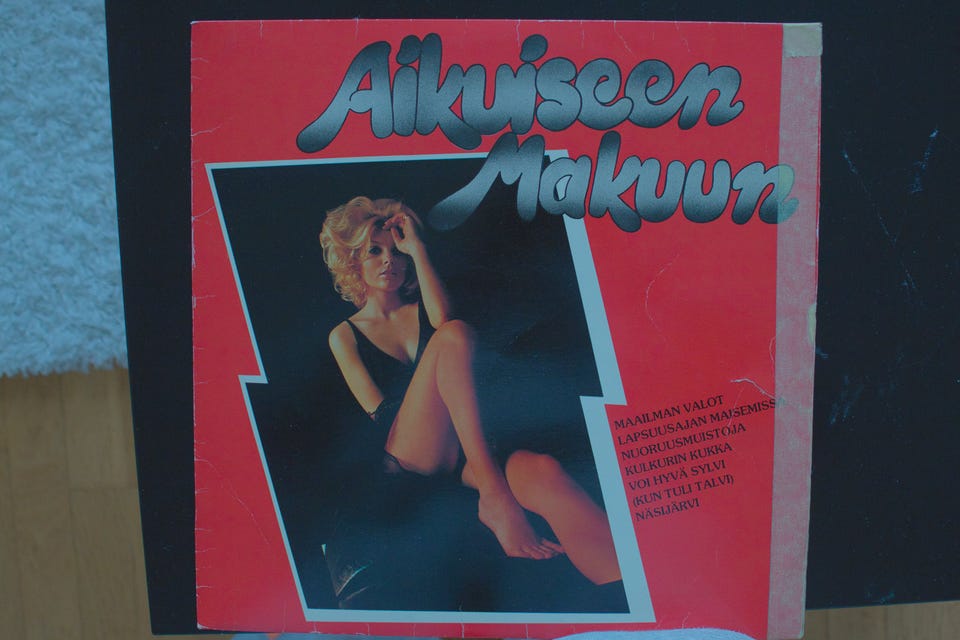 Aikuiseen
Makuun
MAAILMAN VALOT
LAPSUUSAJAN MAISEMISSA
NUORUUSMUISTOJA
KULKURIN KUKKA
VOI HYVÄ SYLVI
(KUN TULI TALVI)
NÄSIJÄRVI